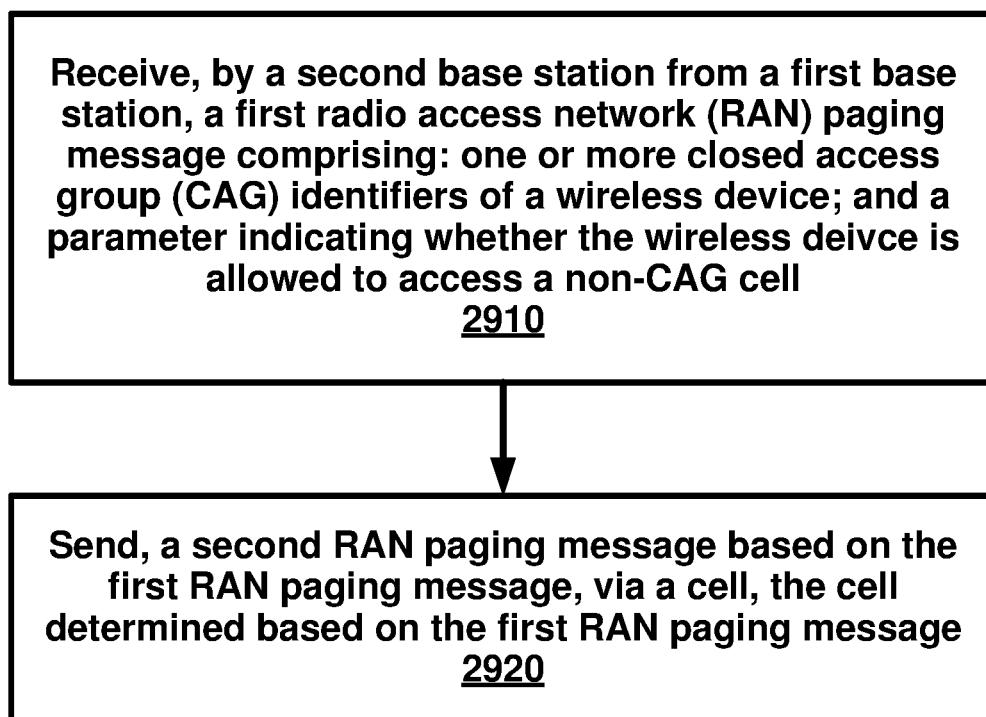 Receive, by a second base station from a first base
station, a first radio access network (RAN) paging
message comprising: one or more closed access
group (CAG) identifiers of a wireless device; and a
parameter indicating whether the wireless deivce is
allowed to access a non-CAG cell
2910
Send, a second RAN paging message based on the
first RAN paging message, via a cell, the cell
determined based on the first RAN paging message
2920